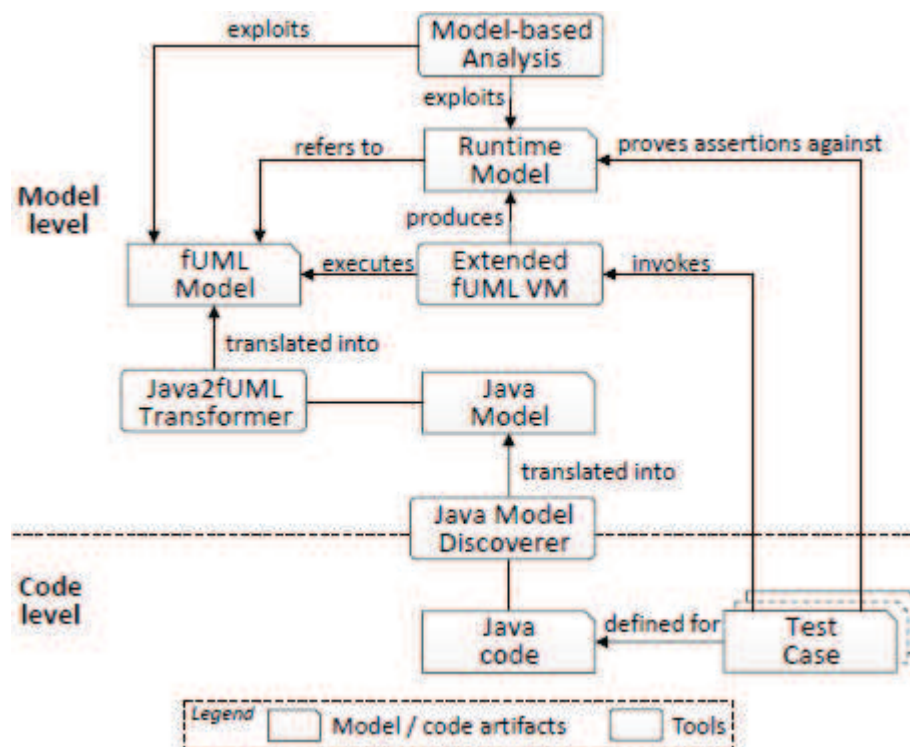 exploits
Model-based
Analysis
exploits
refers to
Runtime
Model
proves assertions against
Model
level
produces
fUML
Model
executes
Extended
fUML VM
invokes
translated into
Java2fUML
Transformer
Java
Model
translated into
Java Model
Discoverer
Code
level
Java
code
defined for
Test
Case
Legend
Model / code artifacts
Tools